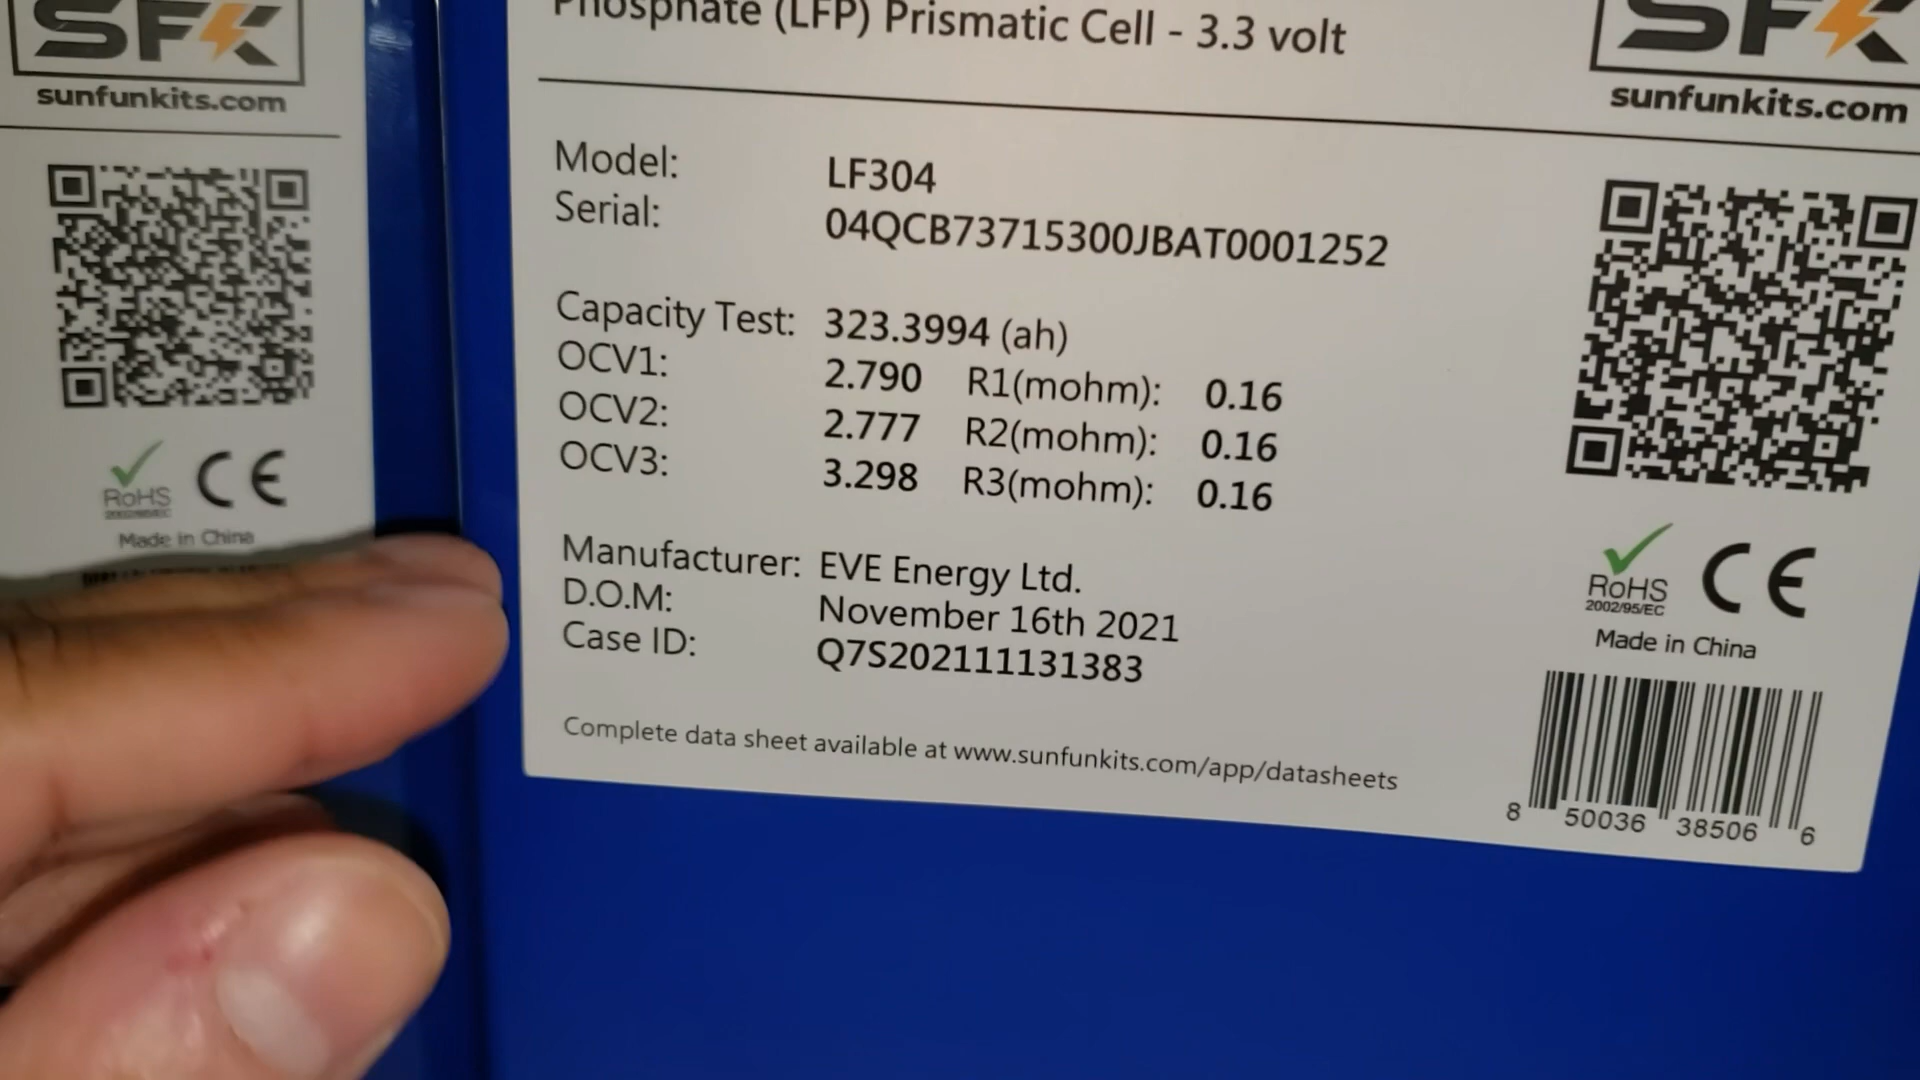 SFK
sunfunkits.com
RoHS
2002/95/EC
CE
Made in China
Phosphate (LFP) Prismatic Cell - 3.3 volt
SFK
sunfunkits.com
Model: LF304
Serial: 04QCB73715300JBAT0001252
Capacity Test: 323.3994 (ah)
OCV1: 2.790 R1(mohm): 0.16
OCV2: 2.777 R2(mohm): 0.16
OCV3: 3.298 R3(mohm): 0.16
Manufacturer: EVE Energy Ltd.
D.O.M: November 16th 2021
Case ID: Q7S202111131383
Complete data sheet available at www.sunfunkits.com/app/datasheets
RoHS
2002/95/EC
CE
Made in China
8 50036 38506 6